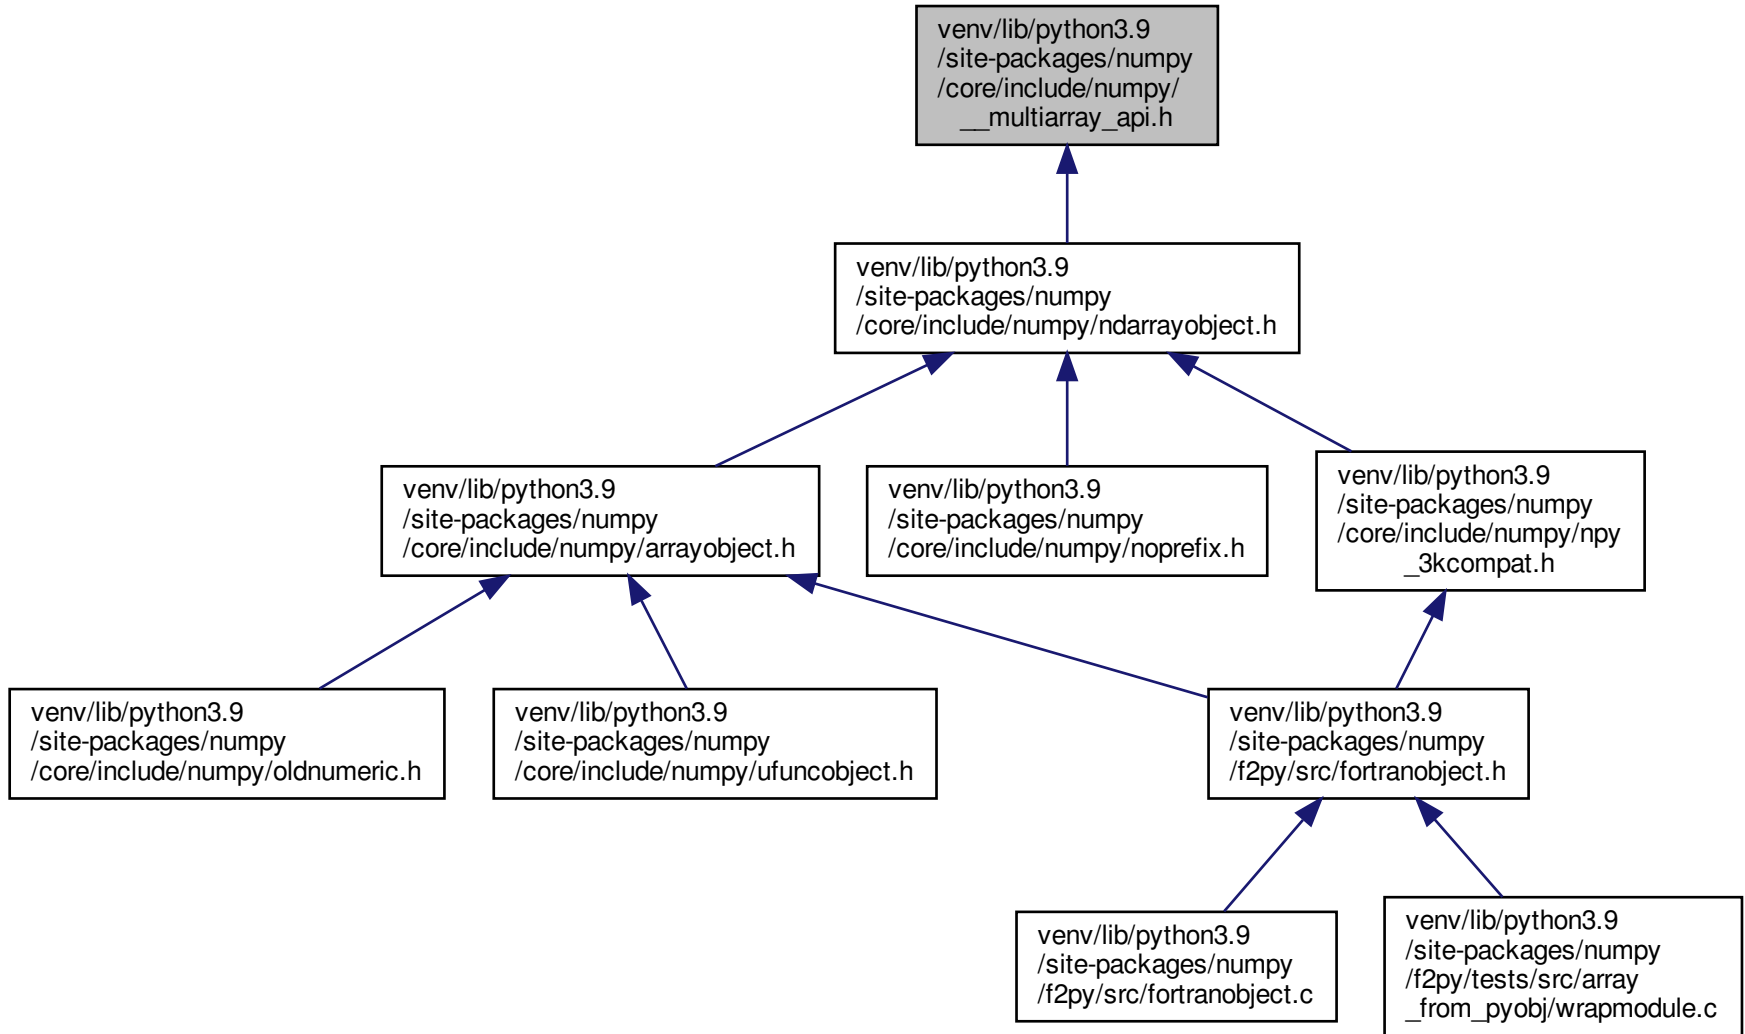 venv/lib/python3.9
/site-packages/numpy
/core/include/numpy/
__multiarray_api.h
venv/lib/python3.9
/site-packages/numpy
/core/include/numpy/ndarrayobject.h
venv/lib/python3.9
/site-packages/numpy
/core/include/numpy/arrayobject.h
venv/lib/python3.9
/site-packages/numpy
/core/include/numpy/noprefix.h
venv/lib/python3.9
/site-packages/numpy
/core/include/numpy/npy
_3kcompat.h
venv/lib/python3.9
/site-packages/numpy
/core/include/numpy/oldnumeric.h
venv/lib/python3.9
/site-packages/numpy
/core/include/numpy/ufuncobject.h
venv/lib/python3.9
/site-packages/numpy
/f2py/src/fortranobject.h
venv/lib/python3.9
/site-packages/numpy
/f2py/src/fortranobject.c
venv/lib/python3.9
/site-packages/numpy
/f2py/tests/src/array
_from_pyobj/wrapmodule.c